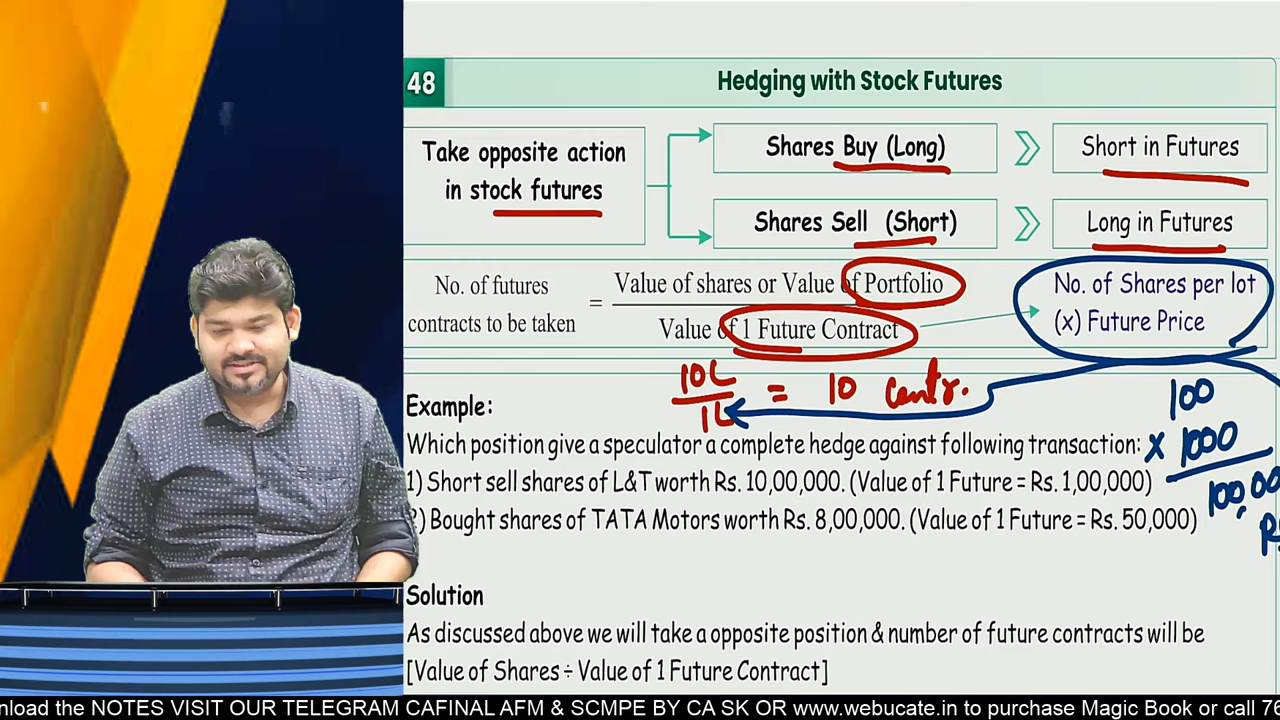 48
Hedging with Stock Futures
Take opposite action
in stock futures
Shares Buy (Long)
Short in Futures
Shares Sell (Short)
Long in Futures
No. of futures
contracts to be taken
=
Value of shares or Value of Portfolio
Value of 1 Future Contract
No. of Shares per lot
(x) Future Price
10L
1L
= 10 Contr.
100
x 1000
100,00
Example:
Which position give a speculator a complete hedge against following transaction:
1) Short sell shares of L&T worth Rs. 10,00,000. (Value of 1 Future = Rs. 1,00,000)
) Bought shares of TATA Motors worth Rs. 8,00,000. (Value of 1 Future = Rs. 50,000)
Solution
As discussed above we will take a opposite position & number of future contracts will be
[Value of Shares ÷ Value of 1 Future Contract]
nload the NOTES VISIT OUR TELEGRAM CAFINAL AFM & SCMPE BY CA SK OR www.webucate.in to purchase Magic Book or call 76